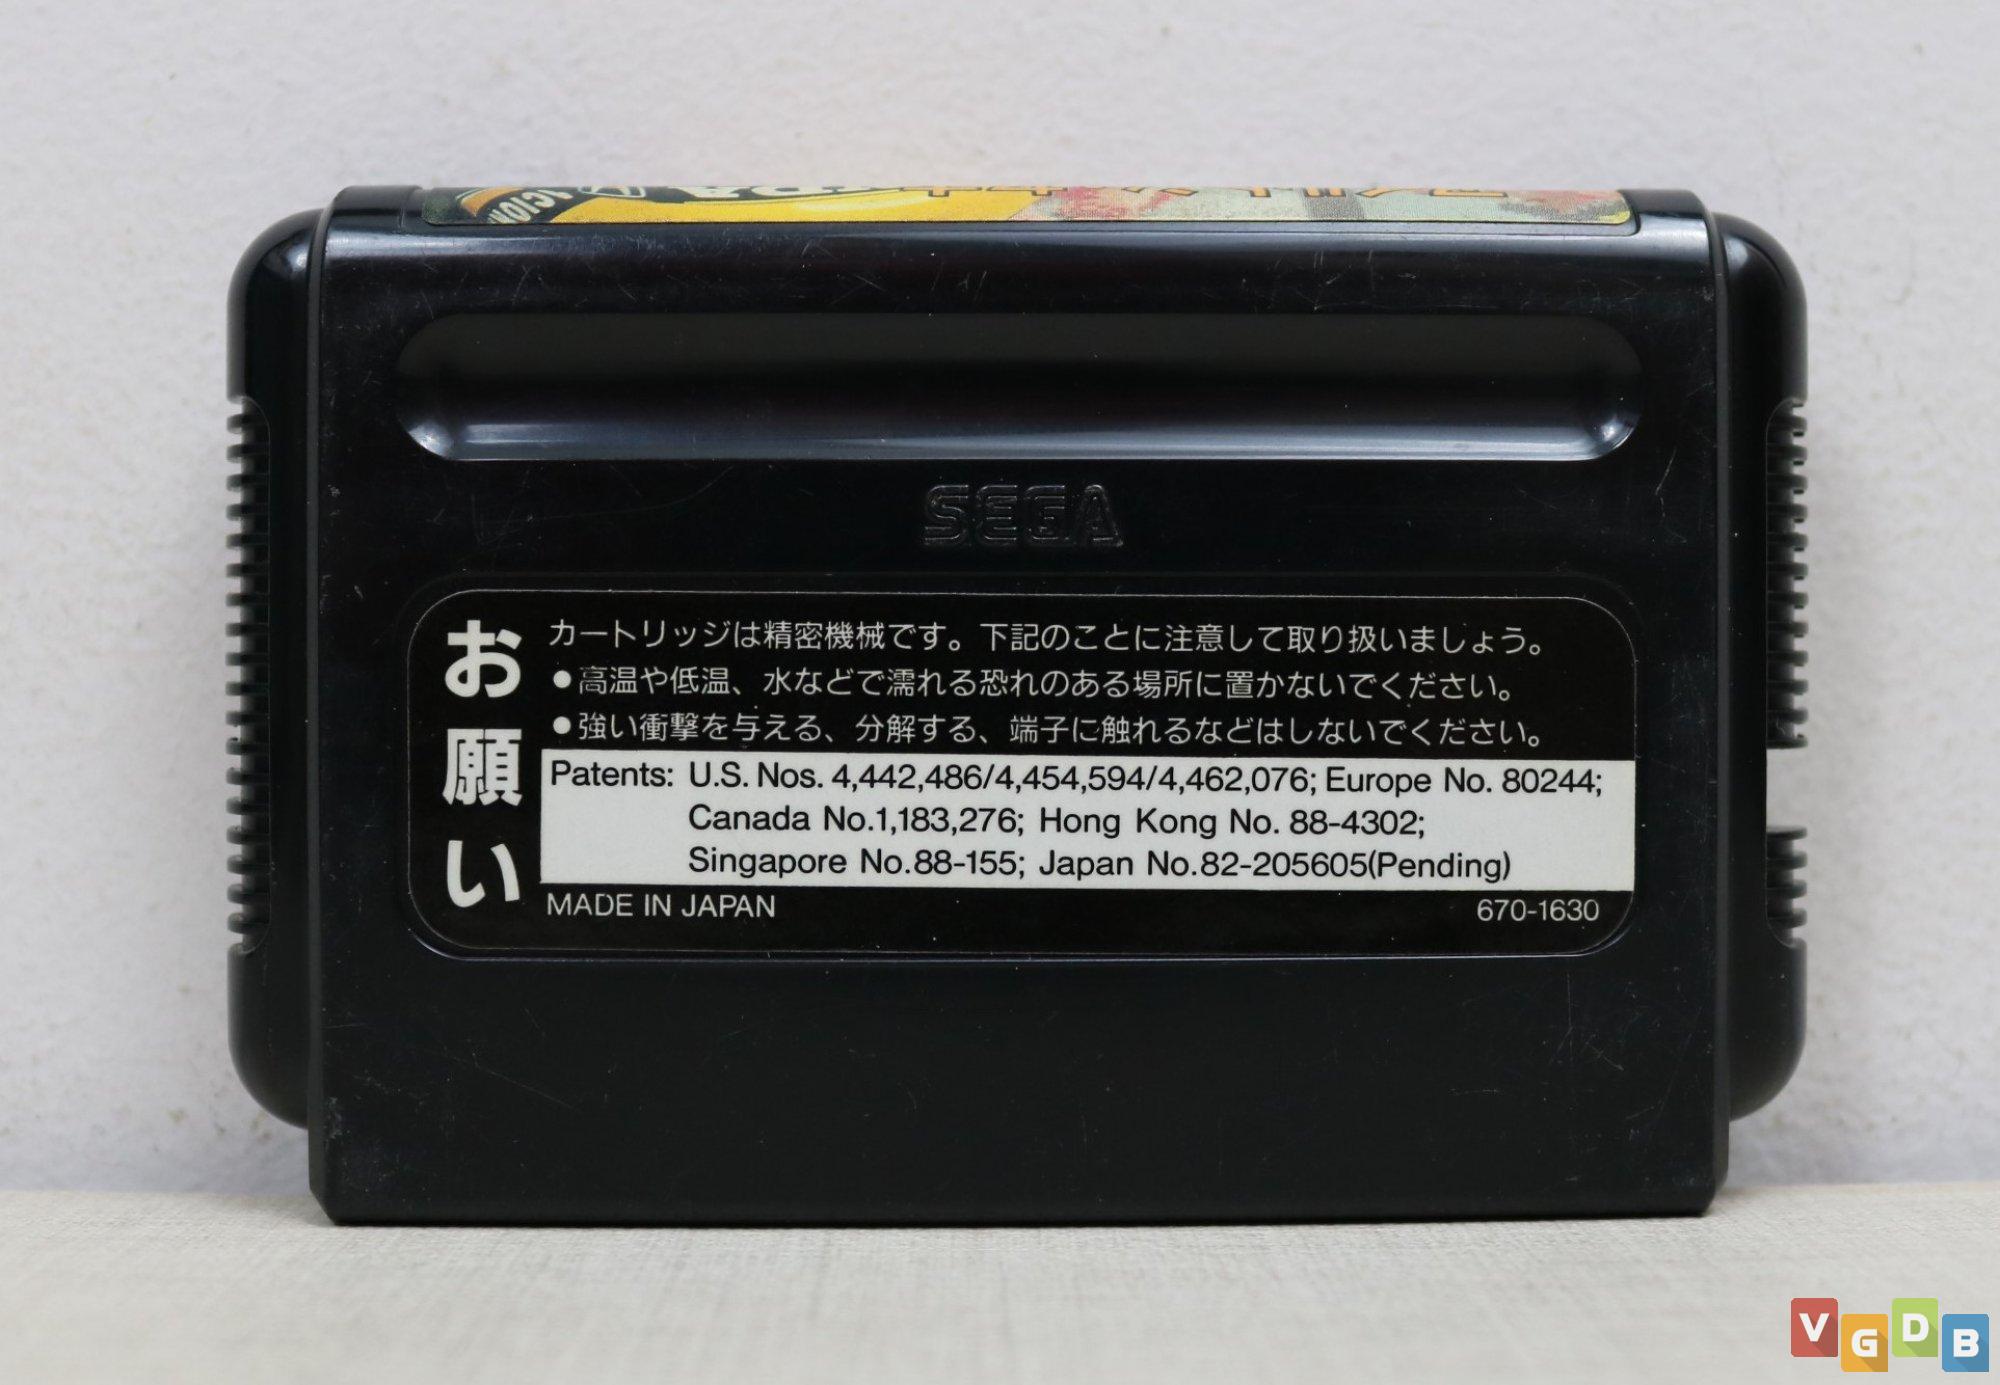 SEGA
お願い
カートリッジは精密機械です。下記のことに注意して取り扱いましょう。
●高温や低温、水などで濡れる恐れのある場所に置かないでください。
●強い衝撃を与える、分解する、端子に触れるなどはしないでください。
Patents: U.S. Nos. 4,442,486/4,454,594/4,462,076; Europe No. 80244;
Canada No.1,183,276; Hong Kong No. 88-4302;
Singapore No.88-155; Japan No.82-205605(Pending)
MADE IN JAPAN 670-1630
VGDB